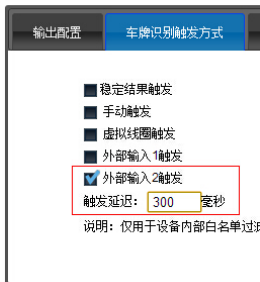 输出配置 车牌识别触发方式
稳定结果触发
手动触发
虚拟线圈触发
外部输入1触发
外部输入2触发
触发延迟： 300 毫秒
说明：仅用于设备内部白名单过